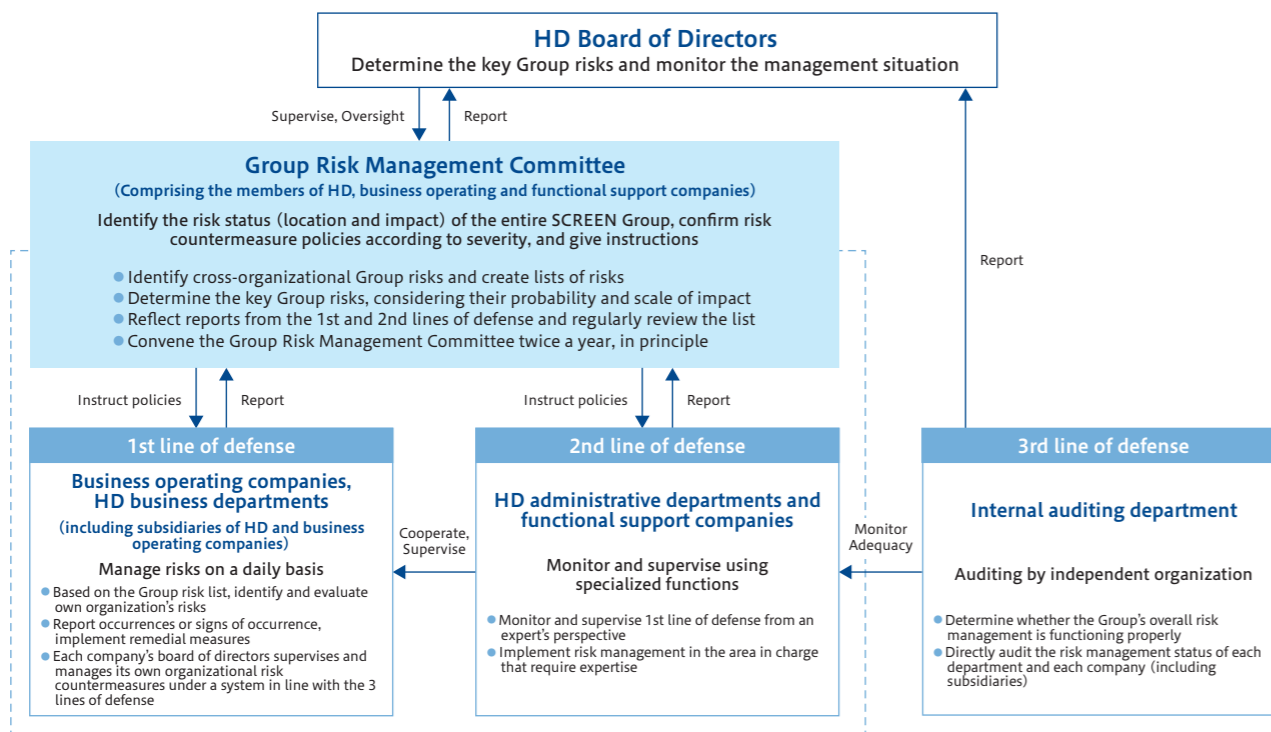 HD Board of Directors
Determine the key Group risks and monitor the management situation
Supervise, Oversight
Report
Report
Group Risk Management Committee
(Comprising the members of HD, business operating and functional support companies)
Identify the risk status (location and impact) of the entire SCREEN Group, confirm risk
countermeasure policies according to severity, and give instructions
● Identify cross-organizational Group risks and create lists of risks
● Determine the key Group risks, considering their probability and scale of impact
● Reflect reports from the 1st and 2nd lines of defense and regularly review the list
● Convene the Group Risk Management Committee twice a year, in principle
Instruct policies
Report
Instruct policies
Report
1st line of defense
Business operating companies,
HD business departments
(including subsidiaries of HD and business
operating companies)
Manage risks on a daily basis
● Based on the Group risk list, identify and evaluate
own organization's risks
● Report occurrences or signs of occurrence,
implement remedial measures
● Each company's board of directors supervises and
manages its own organizational risk
countermeasures under a system in line with the 3
lines of defense
Cooperate,
Supervise
2nd line of defense
HD administrative departments and
functional support companies
Monitor and supervise using
specialized functions
● Monitor and supervise 1st line of defense from an
expert's perspective
● Implement risk management in the area in charge
that require expertise
Monitor
Adequacy
3rd line of defense
Internal auditing department
Auditing by independent organization
● Determine whether the Group's overall risk
management is functioning properly
● Directly audit the risk management status of each
department and each company (including
subsidiaries)